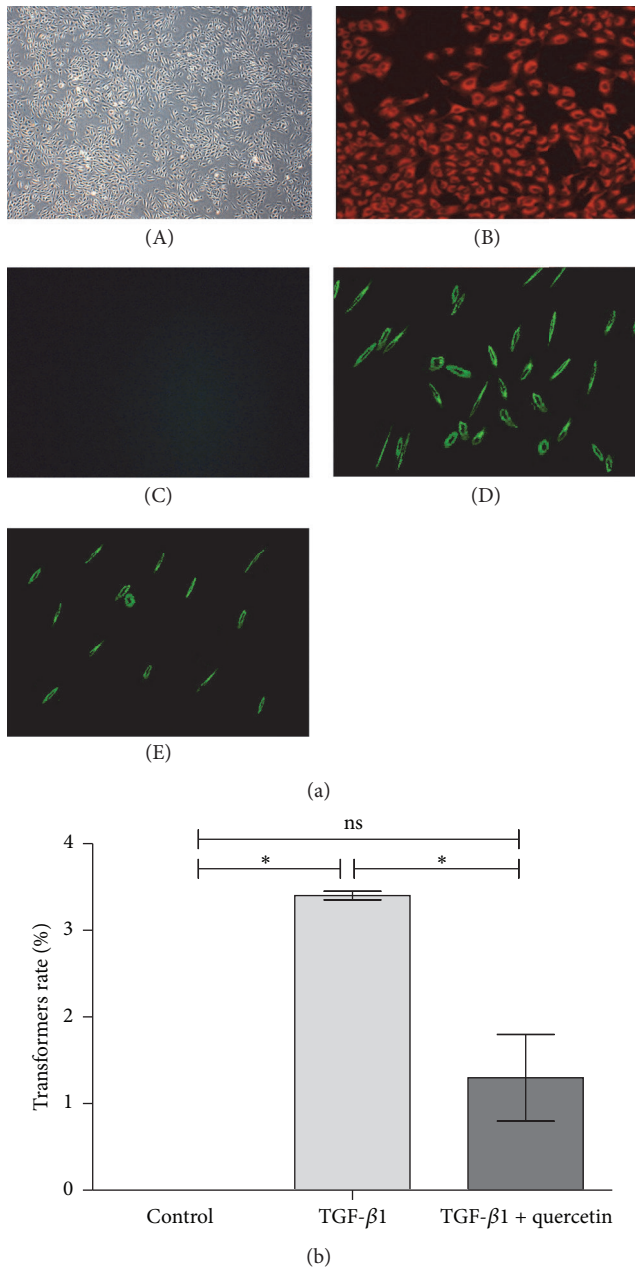 (A)
(B)
(C)
(D)
(E)
(a)
ns
*
*
4
3
2
1
0
Transformers rate (%)
Control
TGF-β1
TGF-β1 + quercetin
(b)